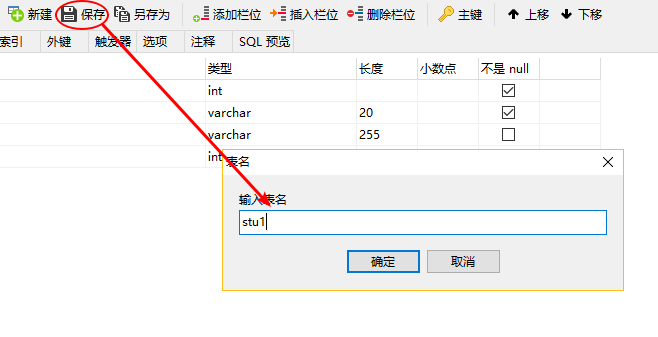 新建 保存 另存为 添加栏位 插入栏位 删除栏位 主键 上移 下移
索引 外键 触发器 选项 注释 SQL 预览
类型 长度 小数点 不是 null
int
varchar 20
varchar 255
int
表名
输入表名
stu1
确定 取消